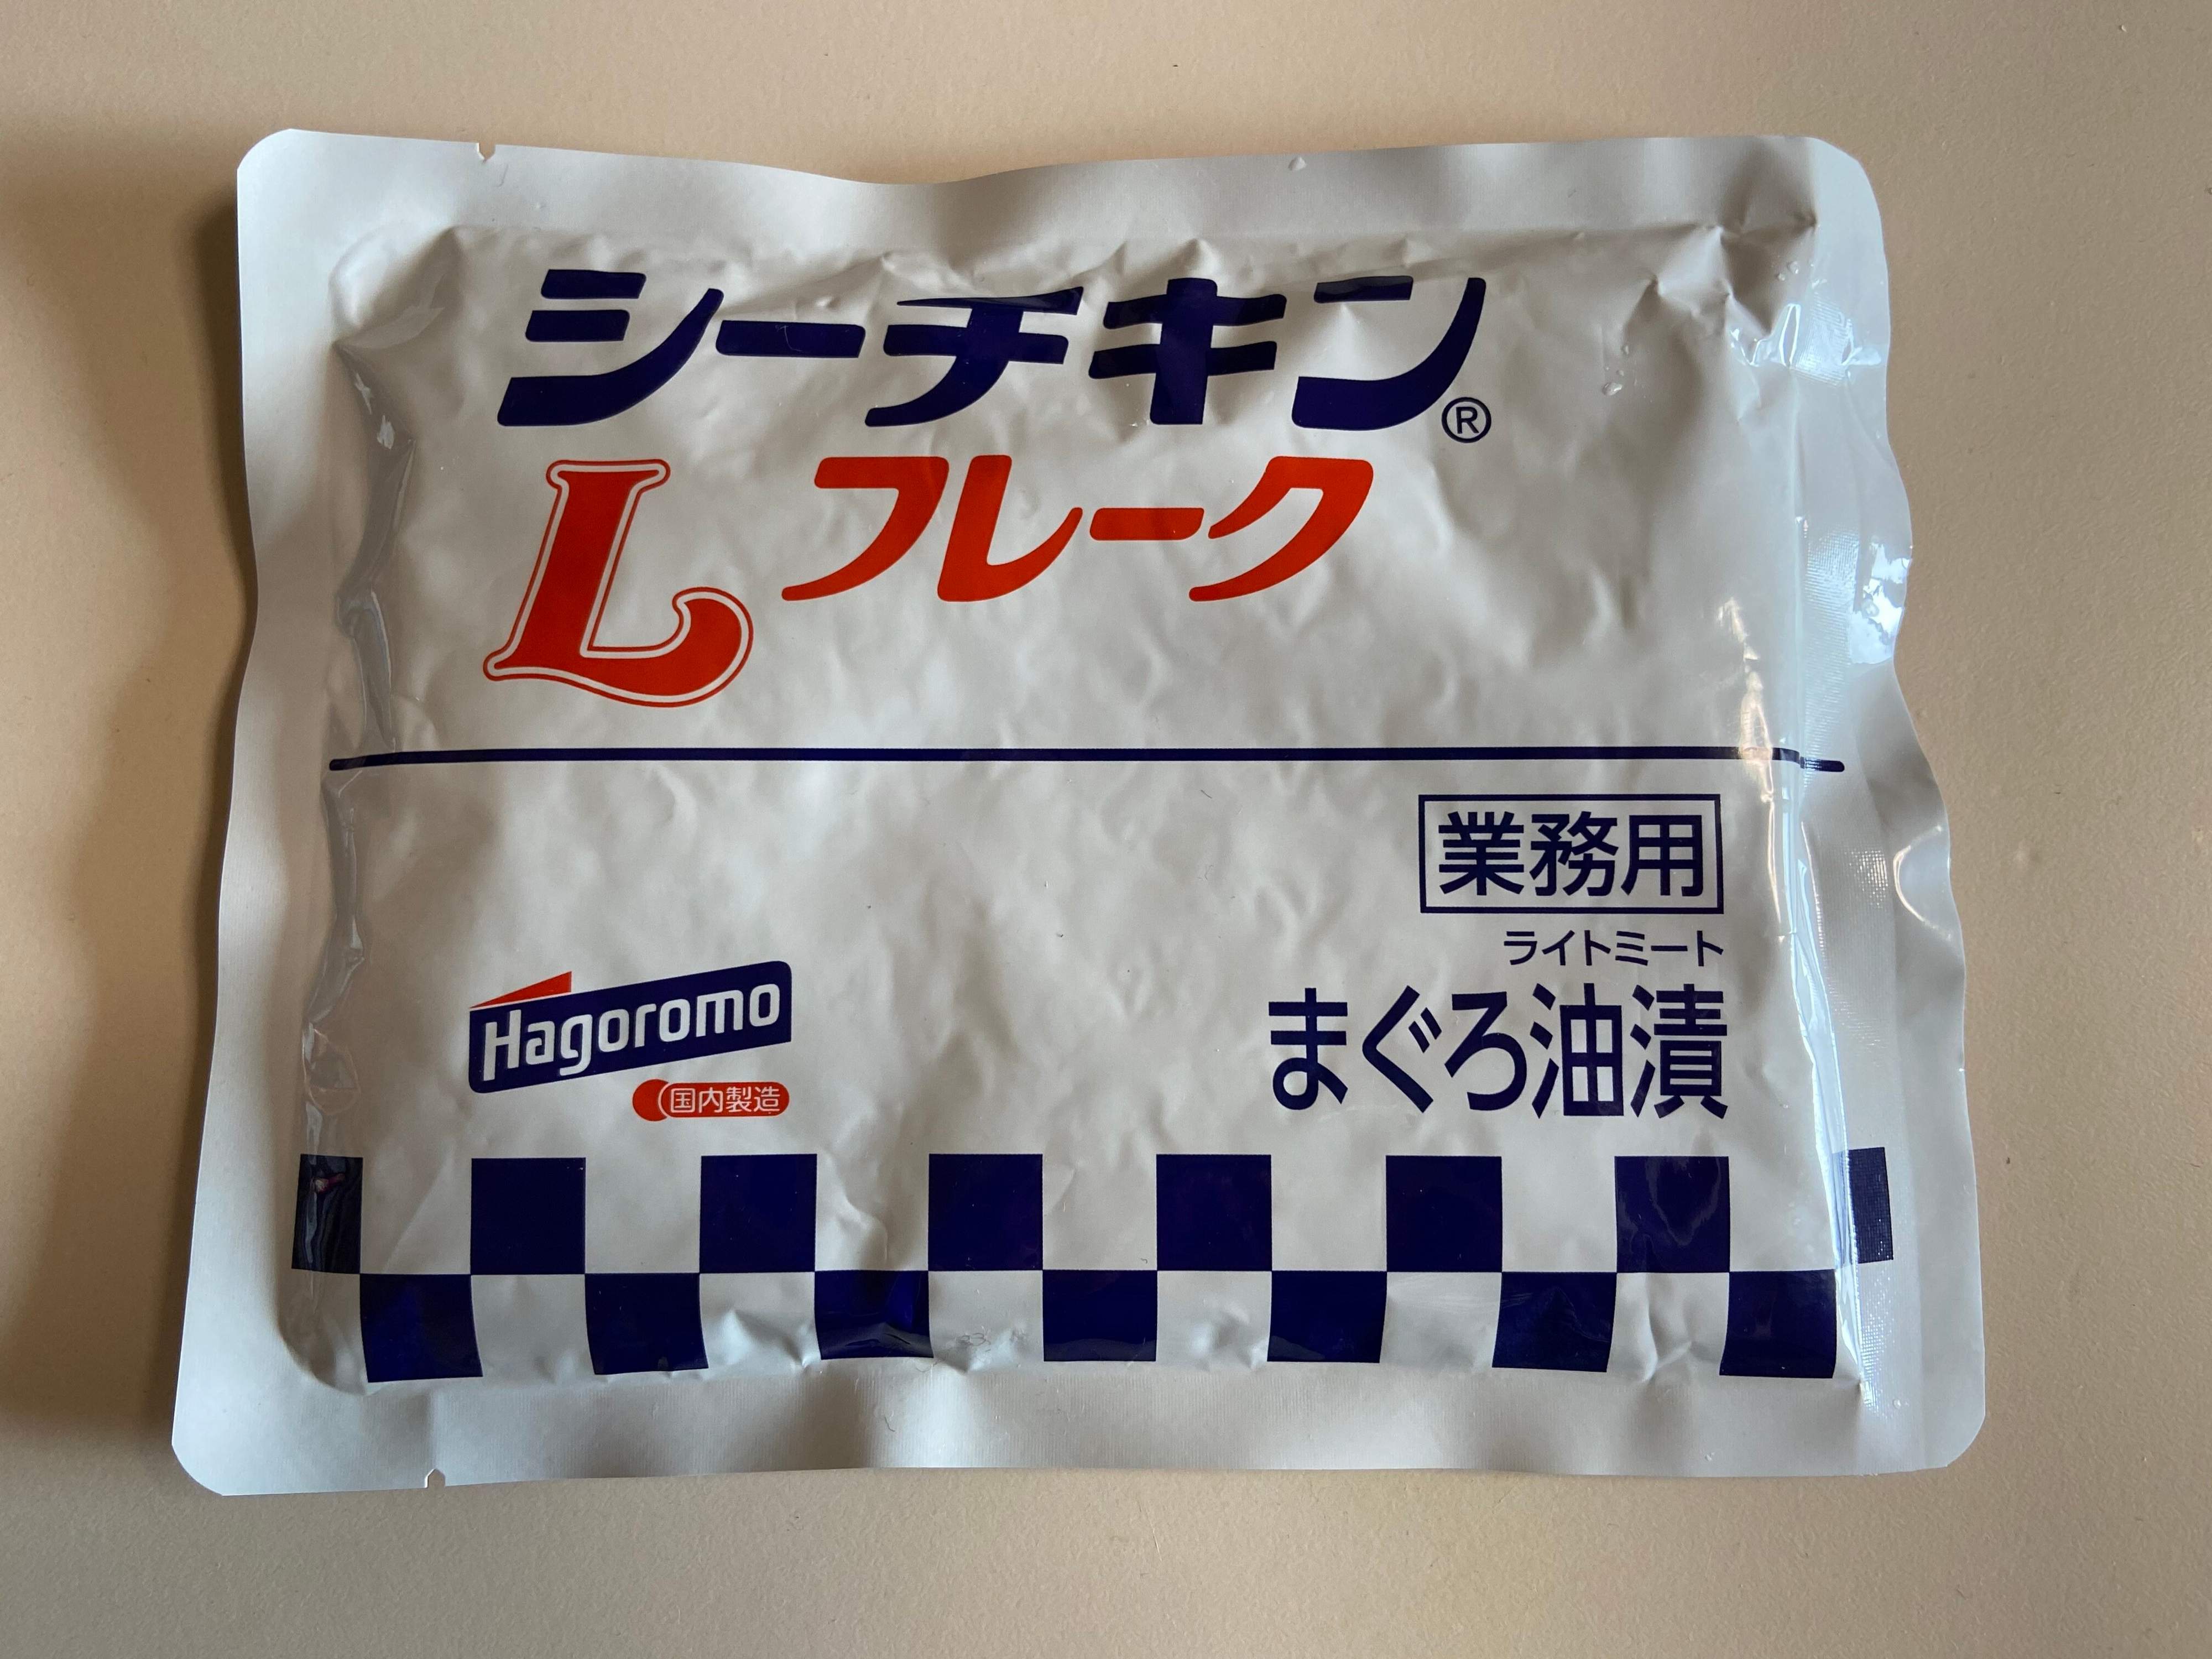 シーチキン®
L フレーク
業務用
ライトミート
まぐろ油漬
Hagoromo
国内製造